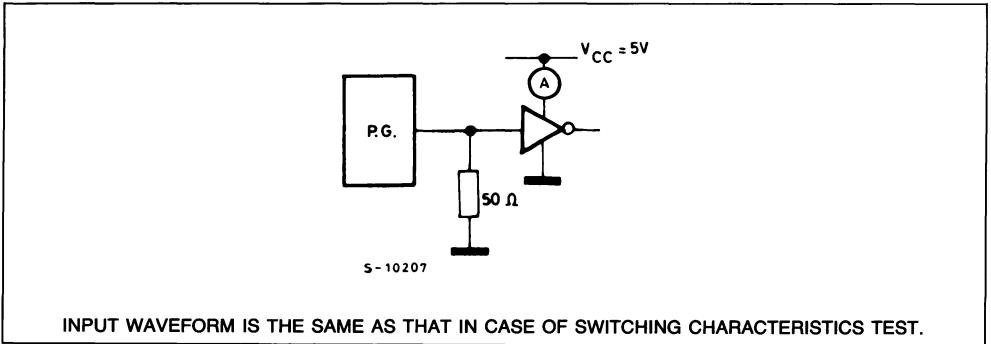 V_CC = 5V
A
P.G.
50 Ω
S-10207
INPUT WAVEFORM IS THE SAME AS THAT IN CASE OF SWITCHING CHARACTERISTICS TEST.